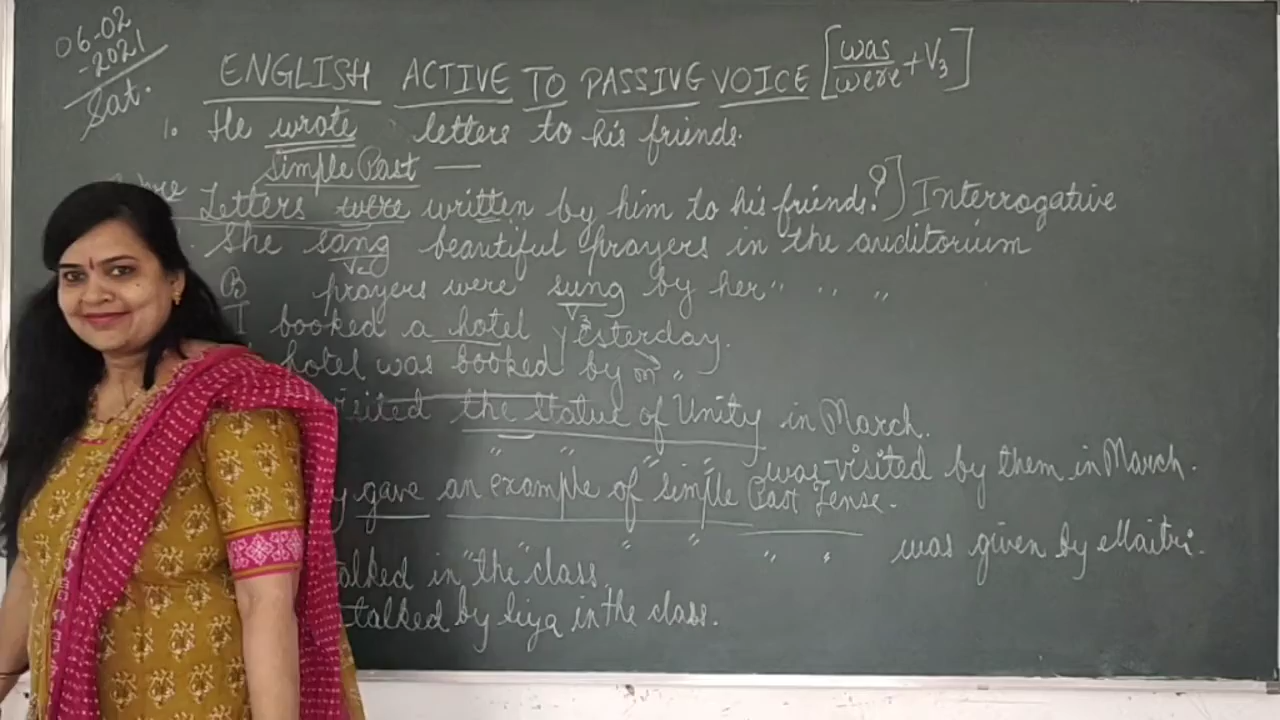 06-02
-2021
Sat.
ENGLISH ACTIVE TO PASSIVE VOICE [was/were + V3]
1. He wrote letters to his friends.
Simple Past —
Letters were written by him to his friends.?] Interrogative
She sang beautiful prayers in the auditorium
V2
B prayers were sung by her " " "
V3
I booked a hotel yesterday.
hotel was booked by m "
visited the Statue of Unity in March.
" " " " was visited by them in March.
gave an example of Simple Past Tense.
" " " " " " was given by Maitri.
talked in the class.
talked by Siya in the class.